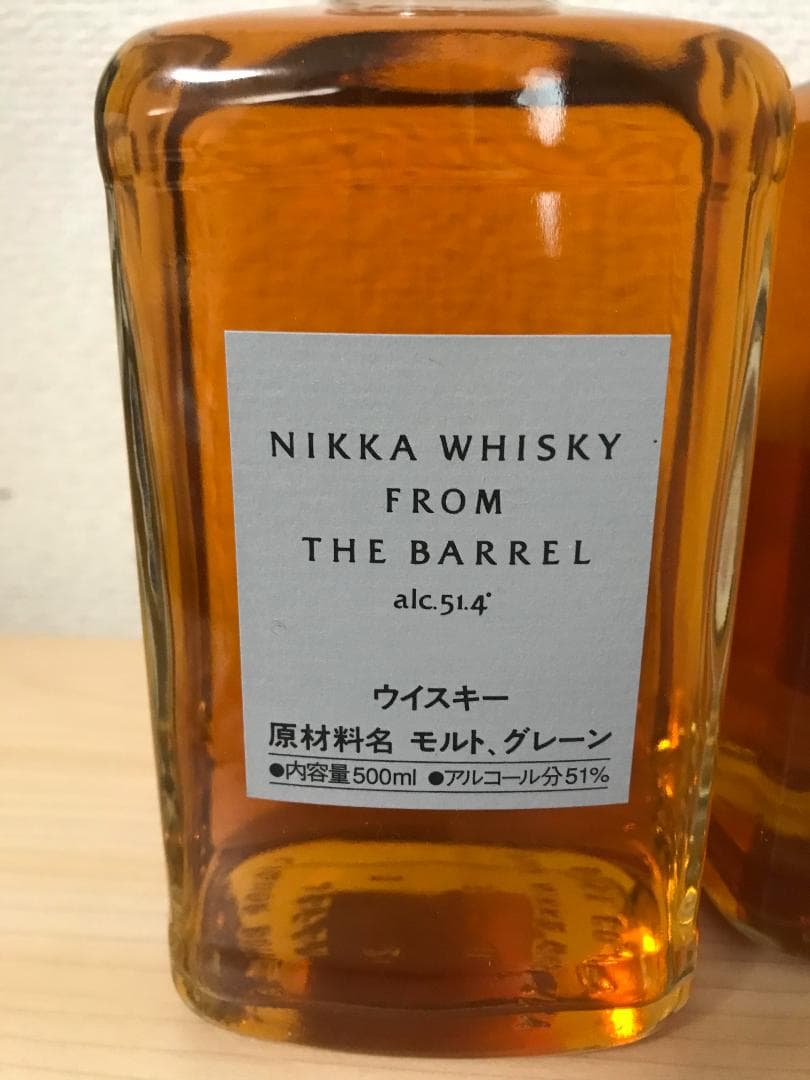 NIKKA WHISKY
FROM
THE BARREL
alc.51.4°
ウイスキー
原材料名 モルト、グレーン
●内容量500ml ●アルコール分51%